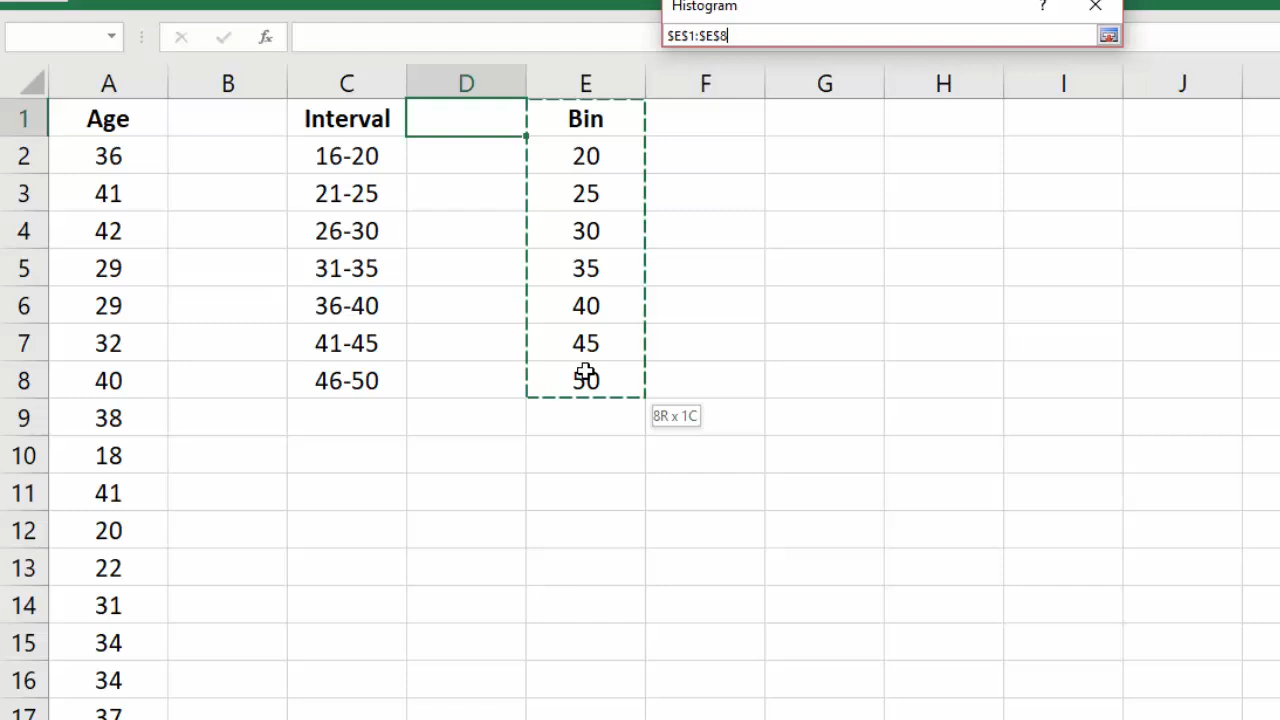 Histogram ?
$E$1:$E$8
fx
A B C D E F G H I J
1 Age Interval Bin
2 36 16-20 20
3 41 21-25 25
4 42 26-30 30
5 29 31-35 35
6 29 36-40 40
7 32 41-45 45
8 40 46-50 50
8R x 1C
9 38
10 18
11 41
12 20
13 22
14 31
15 34
16 34
17 37